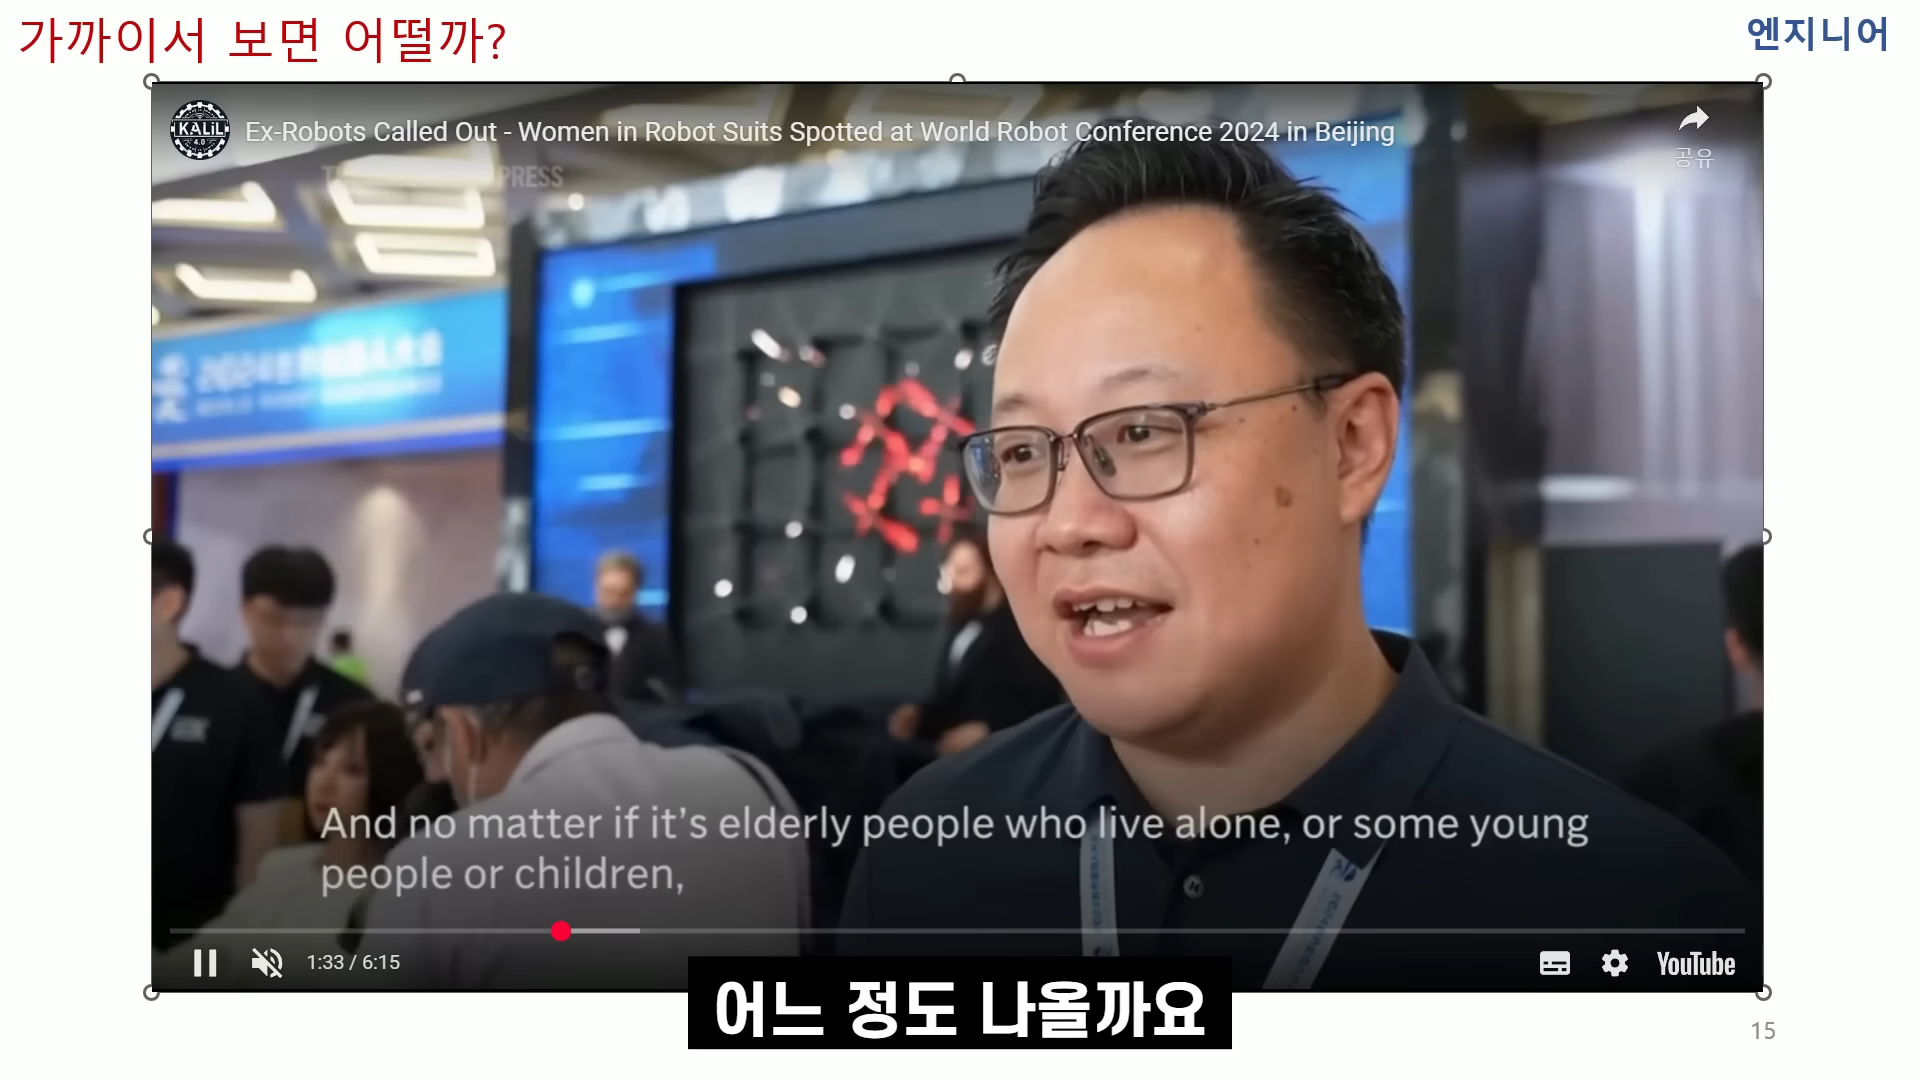 가까이서 보면 어떨까?
엔지니어
KALIL
4.0
Ex-Robots Called Out - Women in Robot Suits Spotted at World Robot Conference 2024 in Beijing
공유
PRESS
And no matter if it's elderly people who live alone, or some young
people or children,
1:33 / 6:15
YouTube
어느 정도 나올까요
15